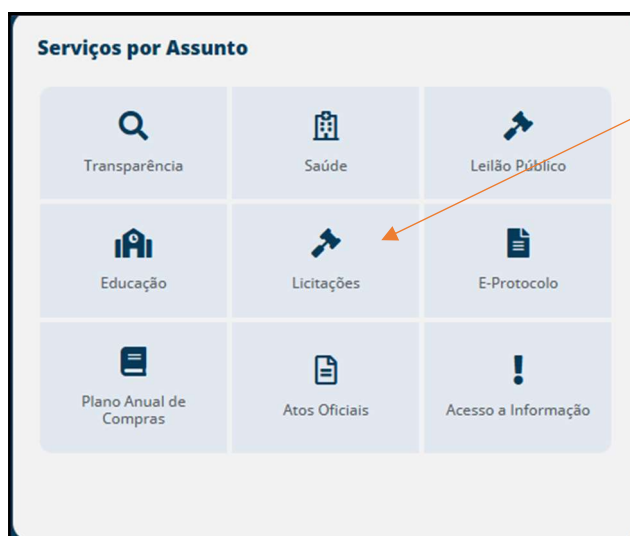 Serviços por Assunto
Transparência
Saúde
Leilão Público
Educação
Licitações
E-Protocolo
Plano Anual de
Compras
Atos Oficiais
Acesso a Informação